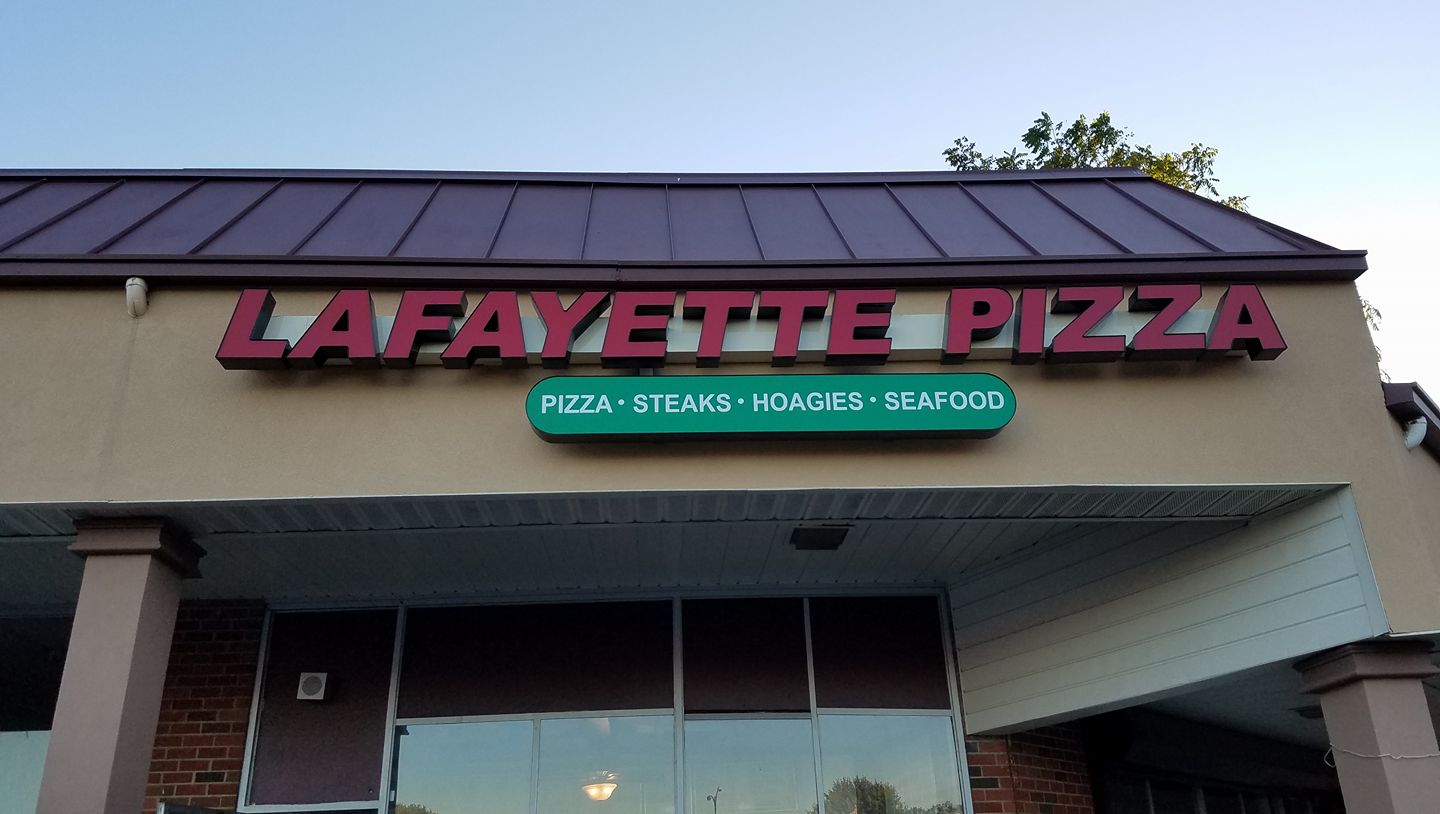 LAFAYETTE PIZZA
PIZZA • STEAKS • HOAGIES • SEAFOOD